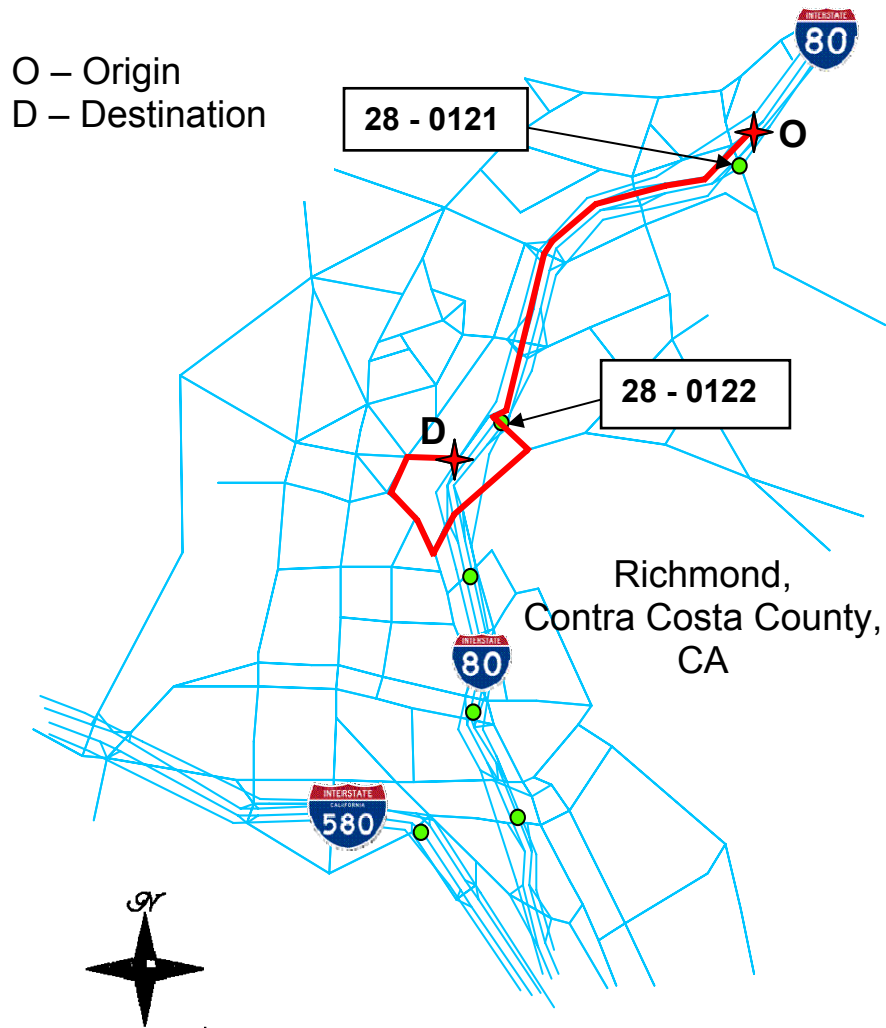 INTERSTATE
80
O – Origin
D – Destination
28 - 0121
O
28 - 0122
D
Richmond,
Contra Costa County,
CA
INTERSTATE
80
INTERSTATE
CALIFORNIA
580
N